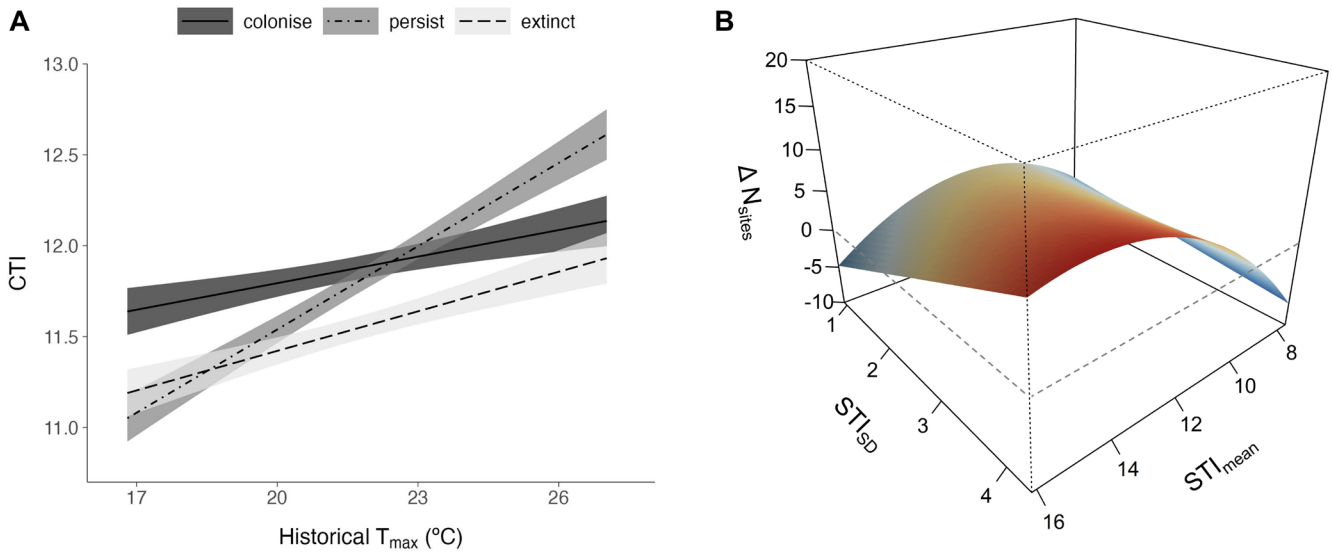 A
colonise persist extinct
13.0
12.5
12.0
11.5
11.0
CTI
17 20 23 26
Historical Tmax (ºC)
B
20
15
10
5
0
-5
-10
Δ Nsites
1
2
3
4
STISD
8
10
12
14
16
STImean